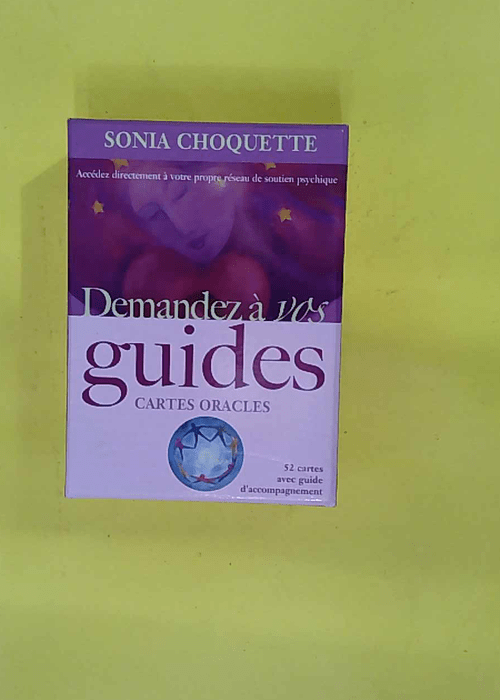 SONIA CHOQUETTE
Accédez directement à votre propre réseau de soutien psychique
Demandez à vos
guides
CARTES ORACLES
52 cartes
avec guide
d'accompagnement